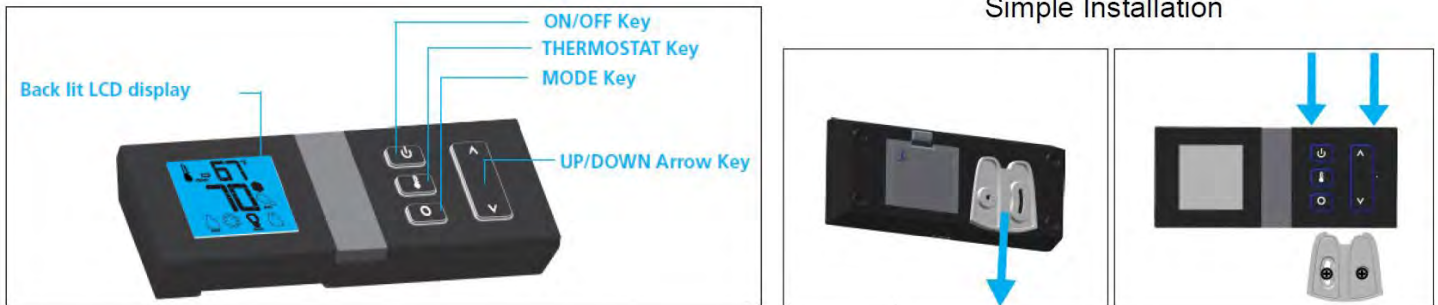 Simple Installation
ON/OFF Key
THERMOSTAT Key
MODE Key
Back lit LCD display
UP/DOWN Arrow Key
67°
70°